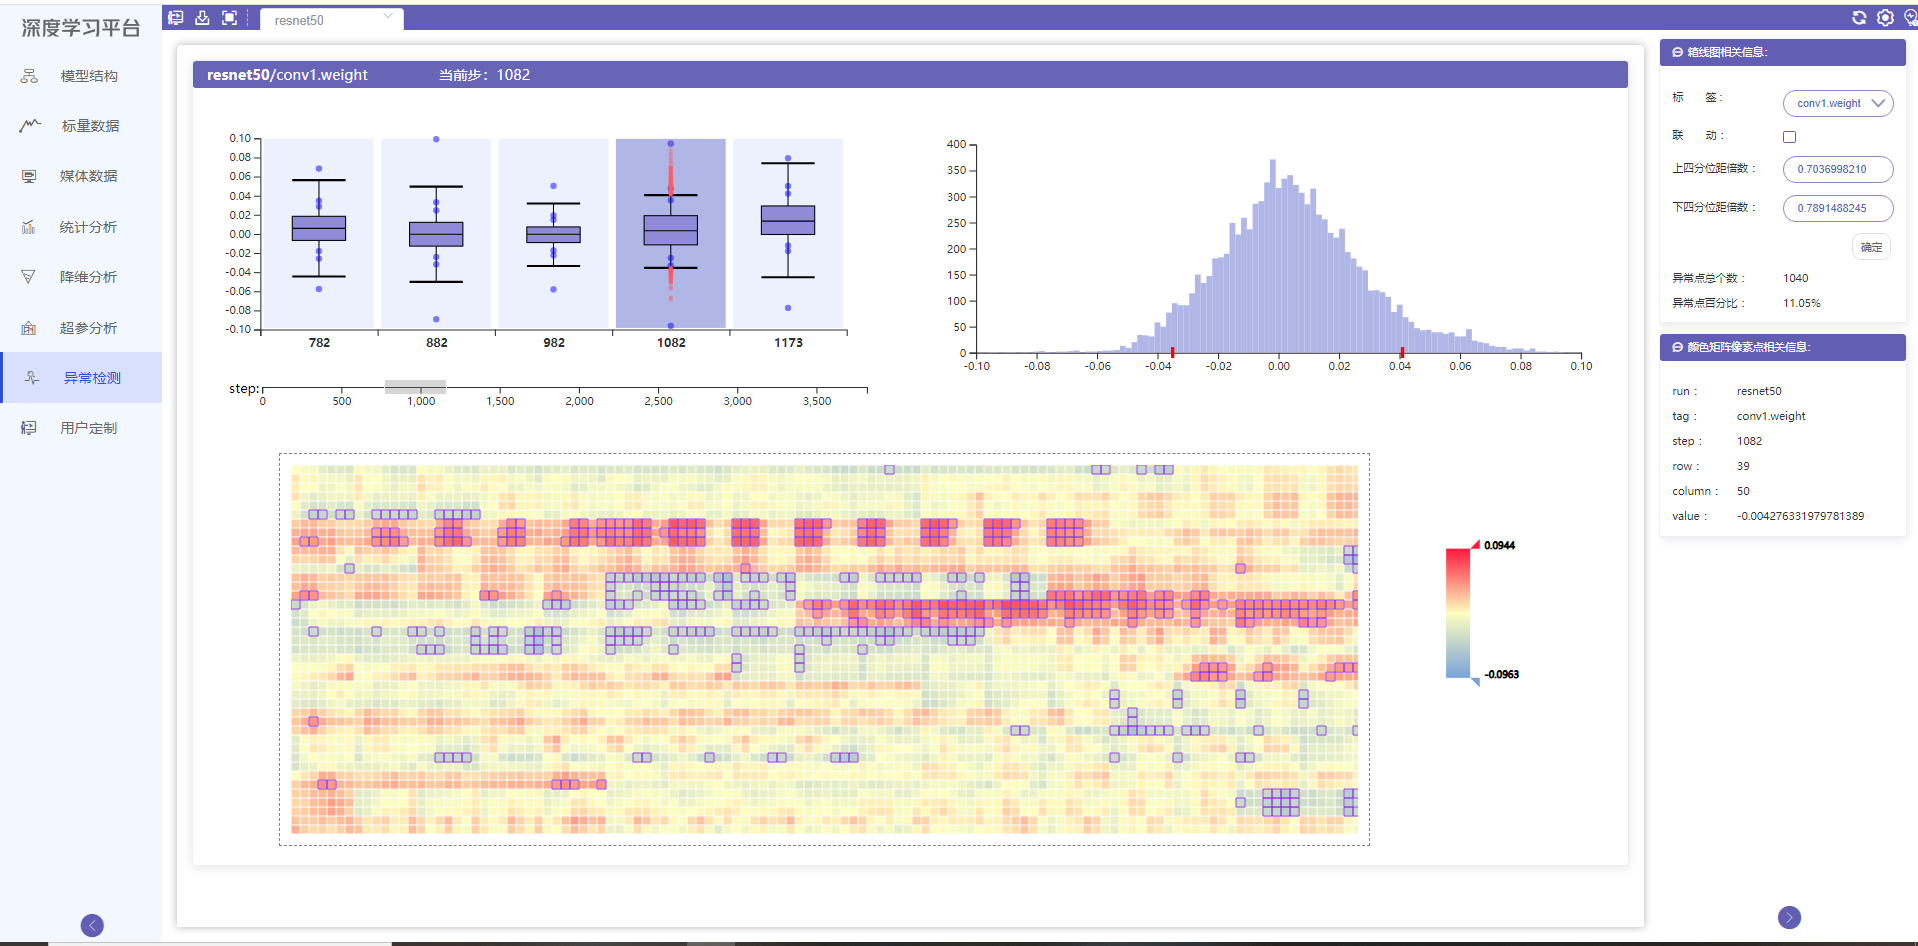 深度学习平台
模型结构
标量数据
媒体数据
统计分析
降维分析
超参分析
异常检测
用户定制
resnet50
resnet50/conv1.weight
当前步：1082
0.10
0.08
0.06
0.04
0.02
0.00
-0.02
-0.04
-0.06
-0.08
-0.10
782
882
982
1082
1173
step:
0
500
1,000
1,500
2,000
2,500
3,000
3,500
400
350
300
250
200
150
100
50
0
-0.10
-0.08
-0.06
-0.04
-0.02
0.00
0.02
0.04
0.06
0.08
0.10
0.0944
-0.0963
箱线图相关信息:
标 签： conv1.weight
联 动：
上四分位距倍数： 0.7036998210
下四分位距倍数： 0.7891488245
确定
异常点总个数： 1040
异常点百分比： 11.05%
颜色矩阵像素点相关信息:
run： resnet50
tag： conv1.weight
step： 1082
row： 39
column： 50
value： -0.004276331979781389